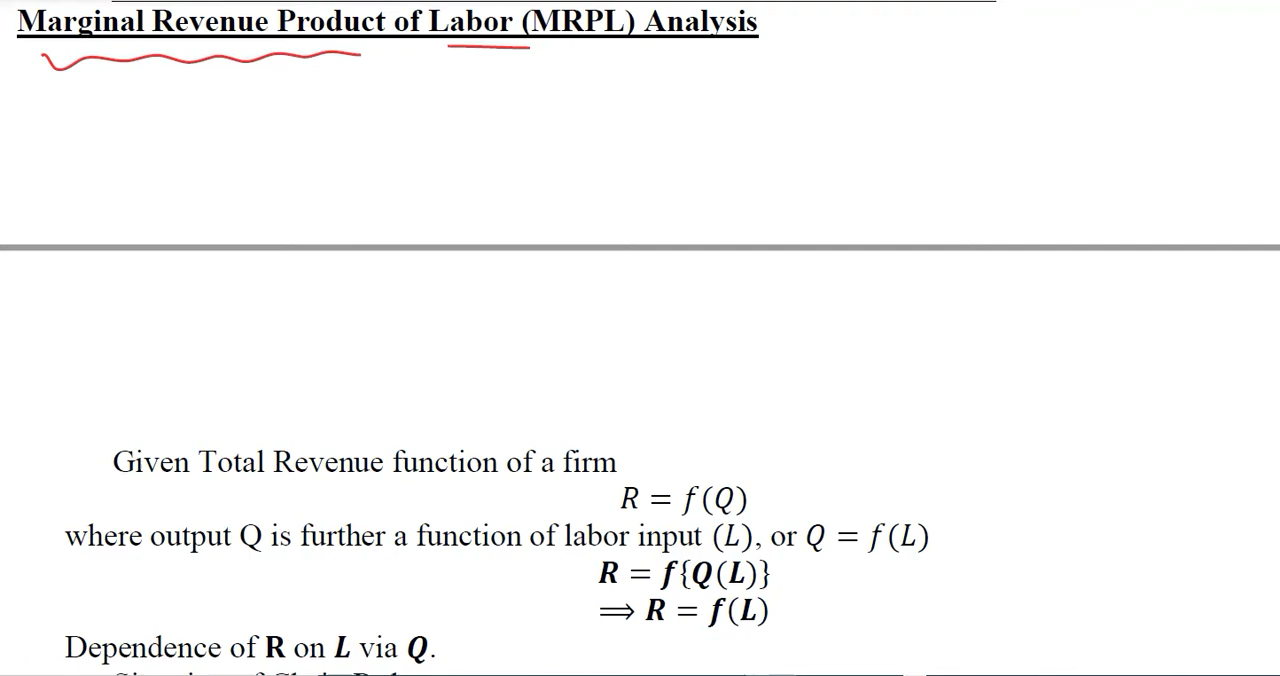 Marginal Revenue Product of Labor (MRPL) Analysis
Given Total Revenue function of a firm
R = f(Q)
where output Q is further a function of labor input (L), or Q = f(L)
R = f{Q(L)}
⟹ R = f(L)
Dependence of R on L via Q.